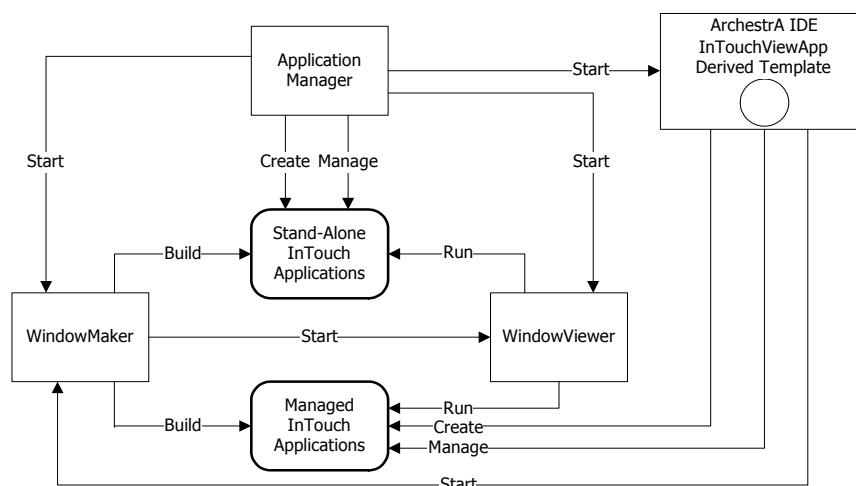 ArchestrA IDE
InTouchViewApp
Derived Template
Application
Manager
Start
Start
Create
Manage
Start
Stand-Alone
InTouch
Applications
Build
Run
WindowMaker
Start
WindowViewer
Managed
InTouch
Applications
Run
Build
Create
Manage
Start